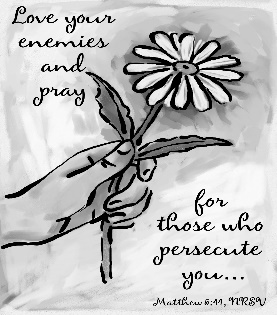 Love your
enemies
and
pray
for
those who
persecute
you...
Matthew 5:44, NRSV